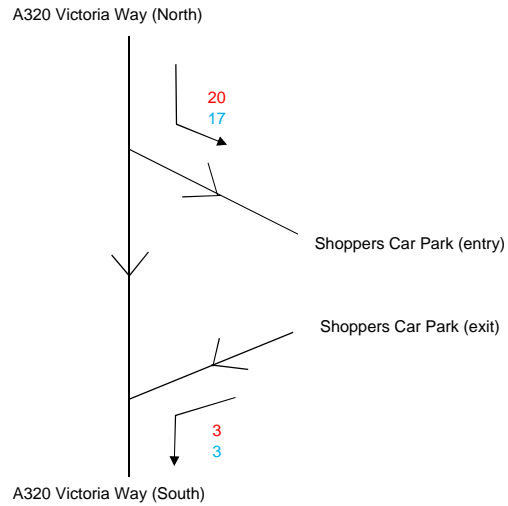 A320 Victoria Way (North)
20
17
Shoppers Car Park (entry)
Shoppers Car Park (exit)
3
3
A320 Victoria Way (South)